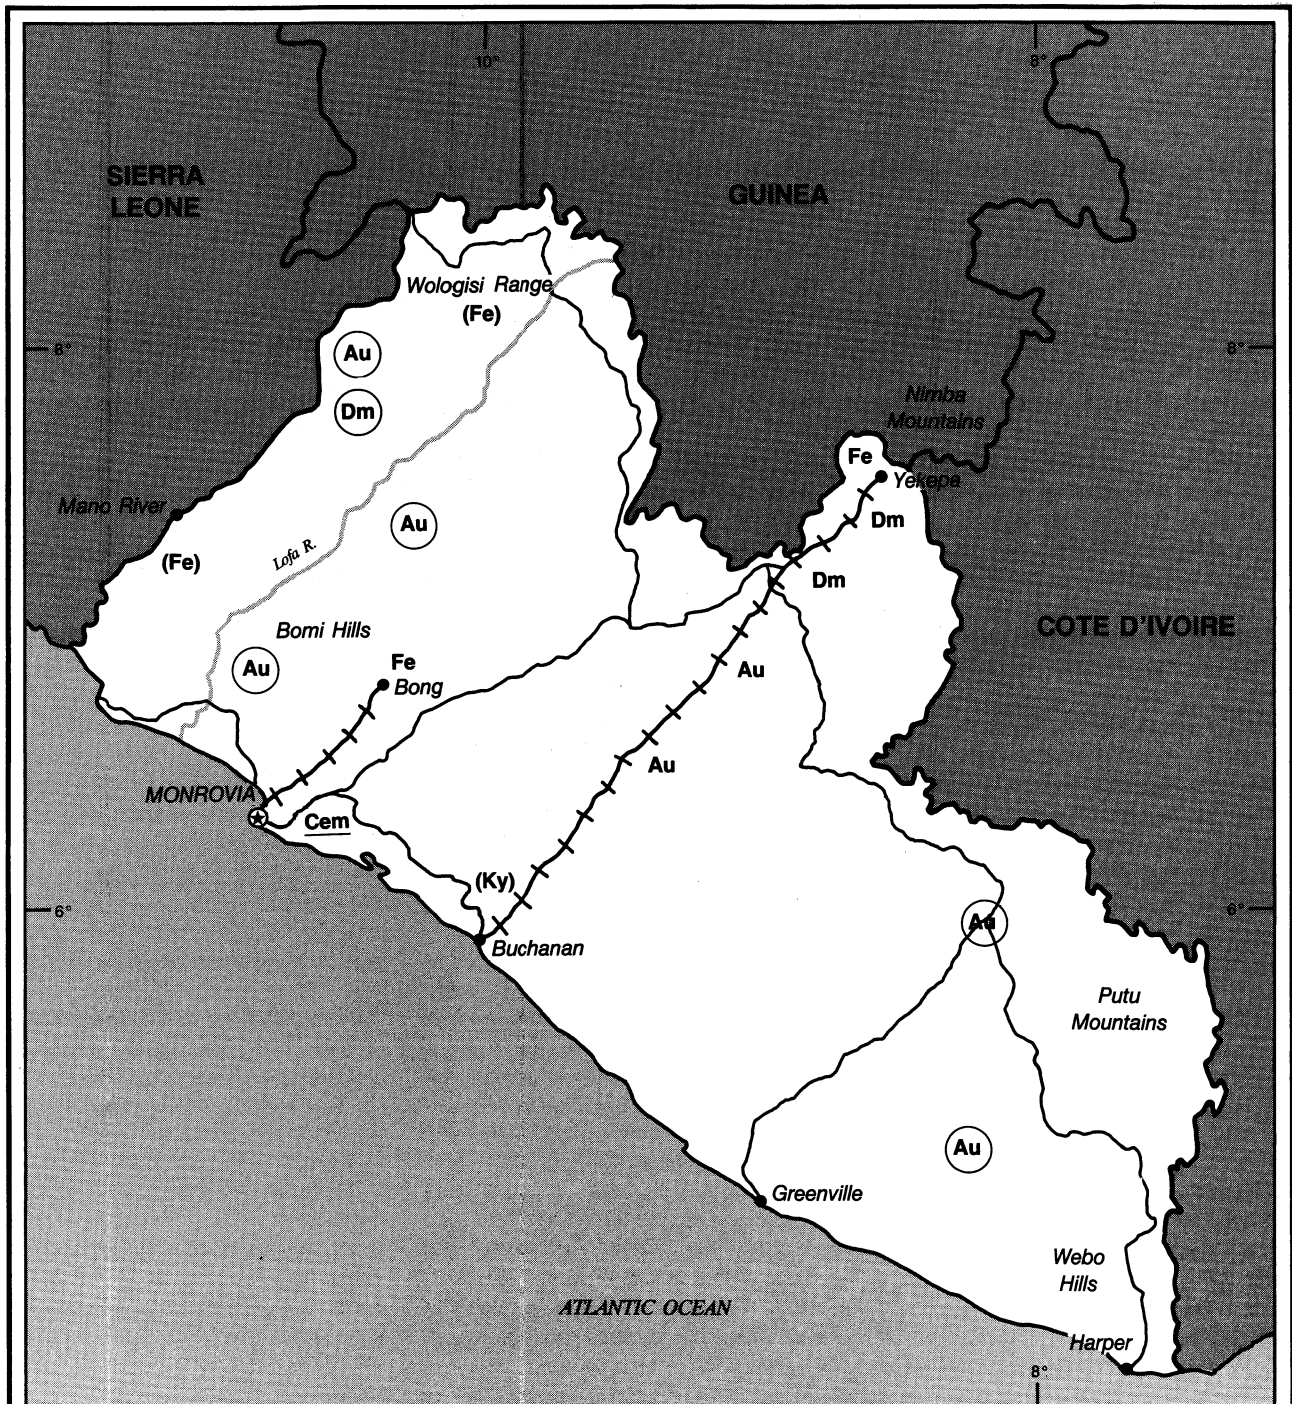 10°
8°
SIERRA
LEONE
GUINEA
Wologisi Range
(Fe)
8°
Au
8°
Dm
Nimba
Mountains
Fe
Yekepa
Mano River
Dm
Au
Lofa R.
(Fe)
Dm
Bomi Hills
COTE D'IVOIRE
Au
Fe
Bong
Au
Au
MONROVIA
Cem
(Ky)
6°
6°
Au
Buchanan
Putu
Mountains
Au
Greenville
Webo
Hills
ATLANTIC OCEAN
Harper
8°